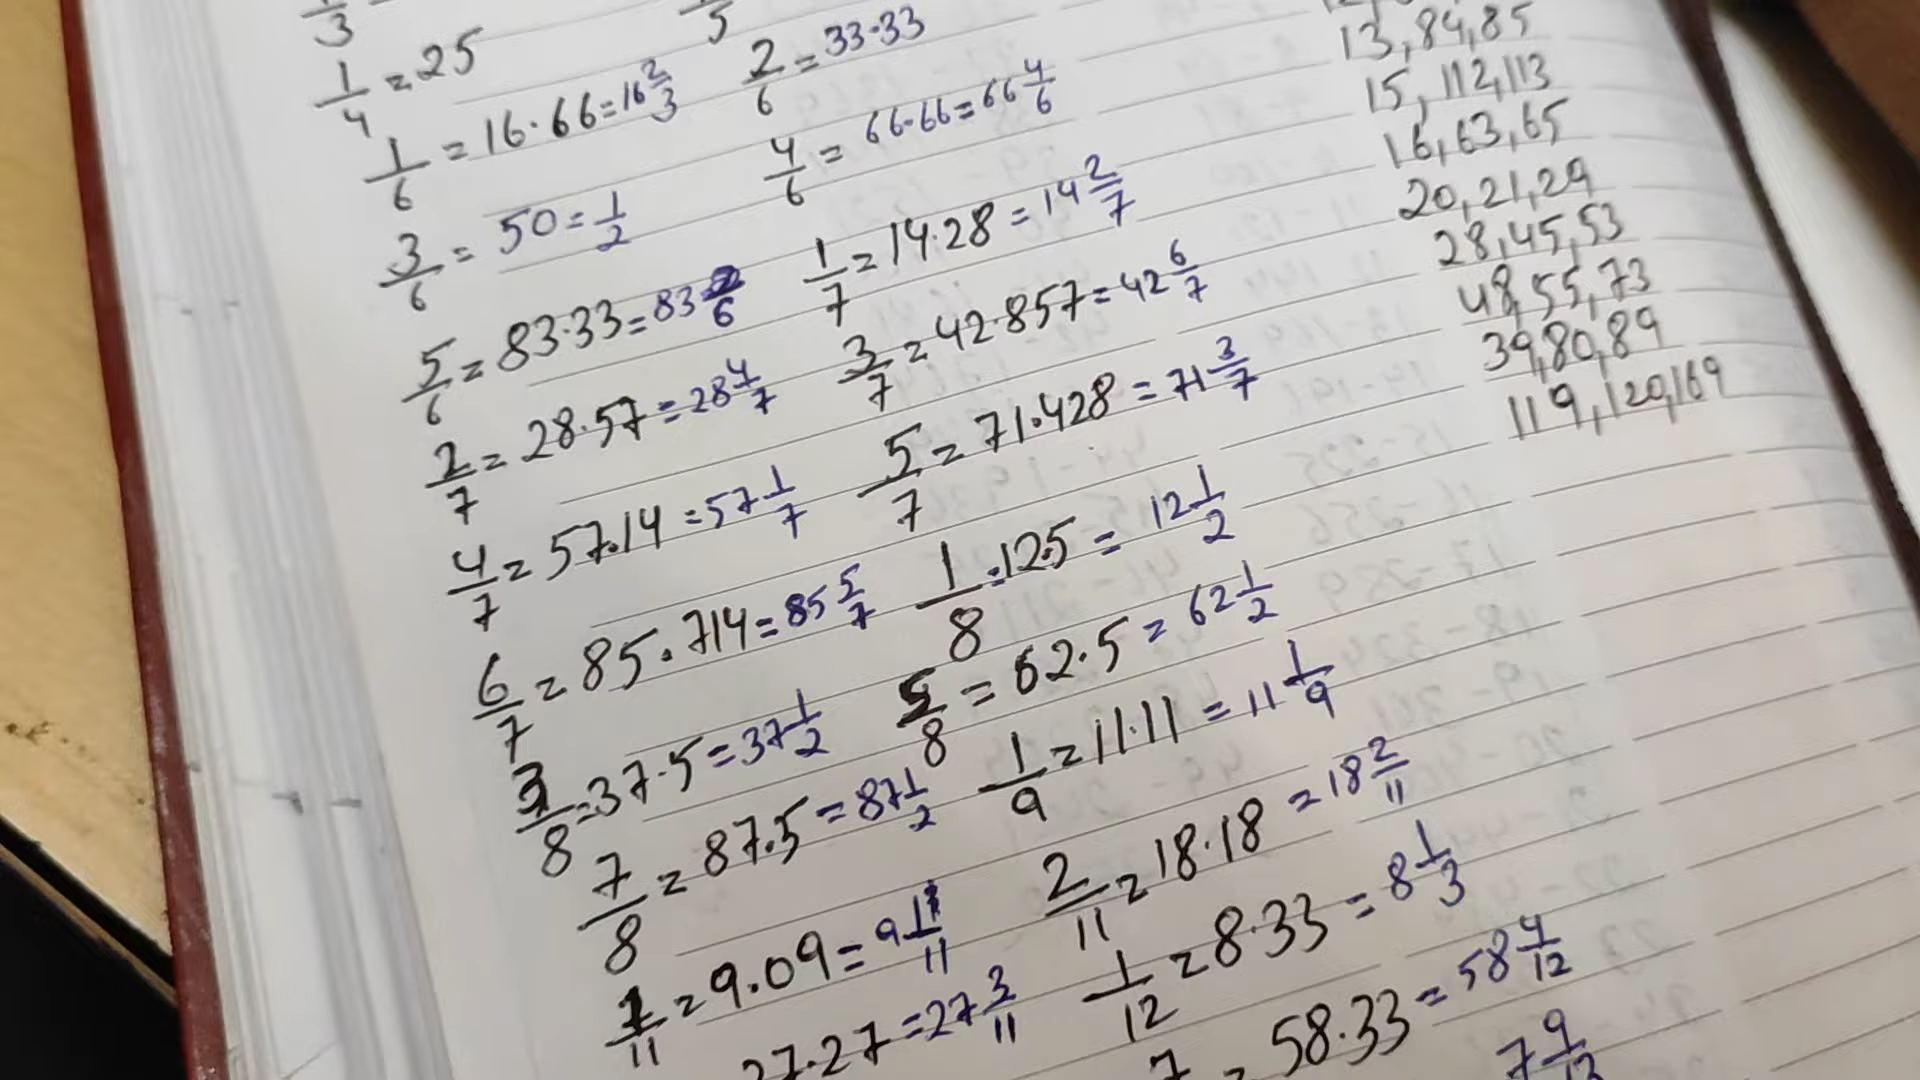 1/3
5
1/4 = 25
1/6 = 16.66 = 16 2/3
2/6 = 33.33
3/6 = 50 = 1/2
4/6 = 66.66 = 66 4/6
5/6 = 83.33 = 83 2/6
1/7 = 14.28 = 14 2/7
2/7 = 28.57 = 28 4/7
3/7 = 42.857 = 42 6/7
4/7 = 57.14 = 57 1/7
5/7 = 71.428 = 71 3/7
6/7 = 85.714 = 85 5/7
1/8 = 12.5 = 12 1/2
3/8 = 37.5 = 37 1/2
5/8 = 62.5 = 62 1/2
7/8 = 87.5 = 87 1/2
1/9 = 11.11 = 11 1/9
1/11 = 9.09 = 9 1/11
2/11 = 18.18 = 18 2/11
27.27 = 27 3/11
1/12 = 8.33 = 8 1/3
7 = 58.33 = 58 4/12
7 9/13
13, 84, 85
15, 112, 113
16, 63, 65
20, 21, 29
28, 45, 53
48, 55, 73
39, 80, 89
119, 120, 169